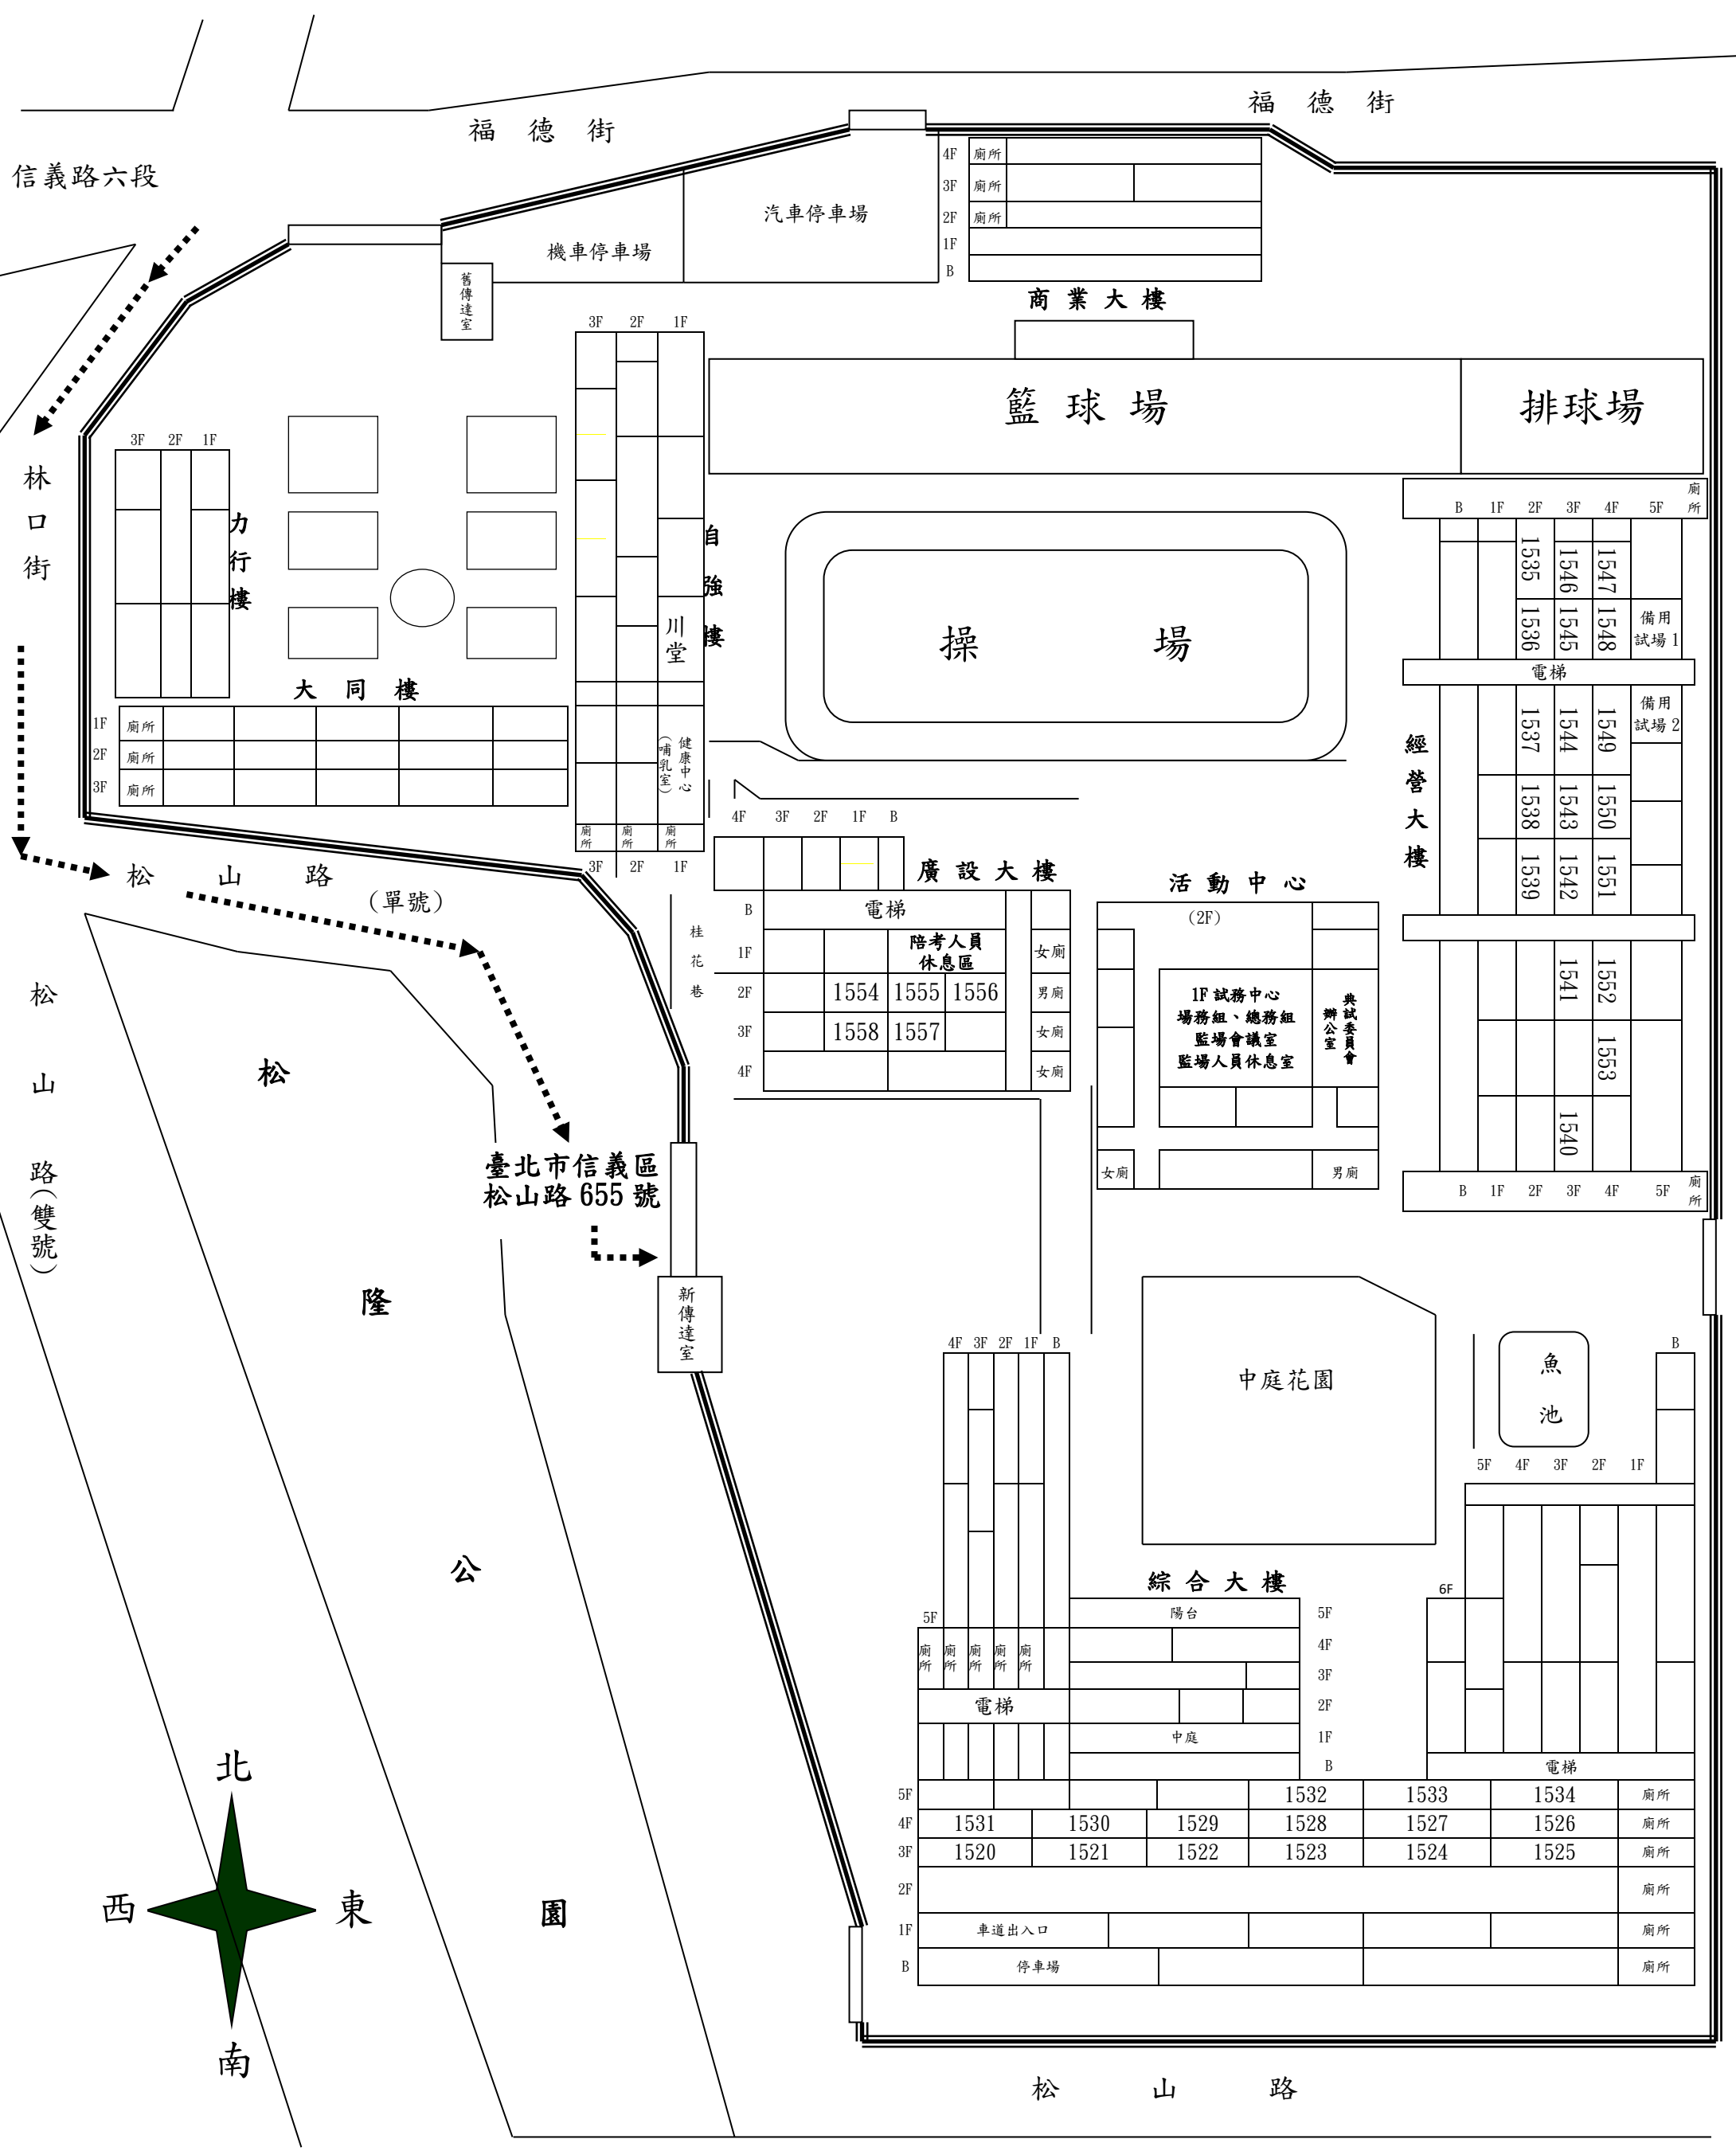 福 德 街
福 德 街
信義路六段
汽車停車場
機車停車場
舊傳達室
4F 廁所
3F 廁所
2F 廁所
1F
B
商 業 大 樓
籃 球 場
排球場
3F 2F 1F
3F 2F 1F
林口街
力行樓
自強樓
川堂
操 場
大 同 樓
1F 廁所
2F 廁所
3F 廁所
健康中心
(哺乳室)
廁所 廁所 廁所
3F 2F 1F
B 1F 2F 3F 4F 5F 廁所
1535 1546 1547
1536 1545 1548 備用試場1
電梯
1537 1544 1549 備用試場2
1538 1543 1550
1539 1542 1551
1541 1552
1553
1540
B 1F 2F 3F 4F 5F 廁所
經營大樓
松 山 路
(單號)
松 山 路(雙號)
桂花巷
4F 3F 2F 1F B
廣 設 大 樓
B 電梯
1F 陪考人員
休息區 女廁
2F 1554 1555 1556 男廁
3F 1558 1557 女廁
4F 女廁
活 動 中 心
(2F)
1F 試務中心
場務組、總務組
監場會議室
監場人員休息室
典試委員會
辦公室
女廁 男廁
松 隆 公 園
臺北市信義區
松山路 655 號
新傳達室
中庭花園
魚池
B
5F 4F 3F 2F 1F
6F
電梯
4F 3F 2F 1F B
5F
廁所 廁所 廁所 廁所 廁所
電梯
綜 合 大 樓
陽台 5F
4F
3F
2F
中庭 1F
B
5F 1532 1533 1534 廁所
4F 1531 1530 1529 1528 1527 1526 廁所
3F 1520 1521 1522 1523 1524 1525 廁所
2F 廁所
1F 車道出入口 廁所
B 停車場 廁所
北
西 東
南
松 山 路